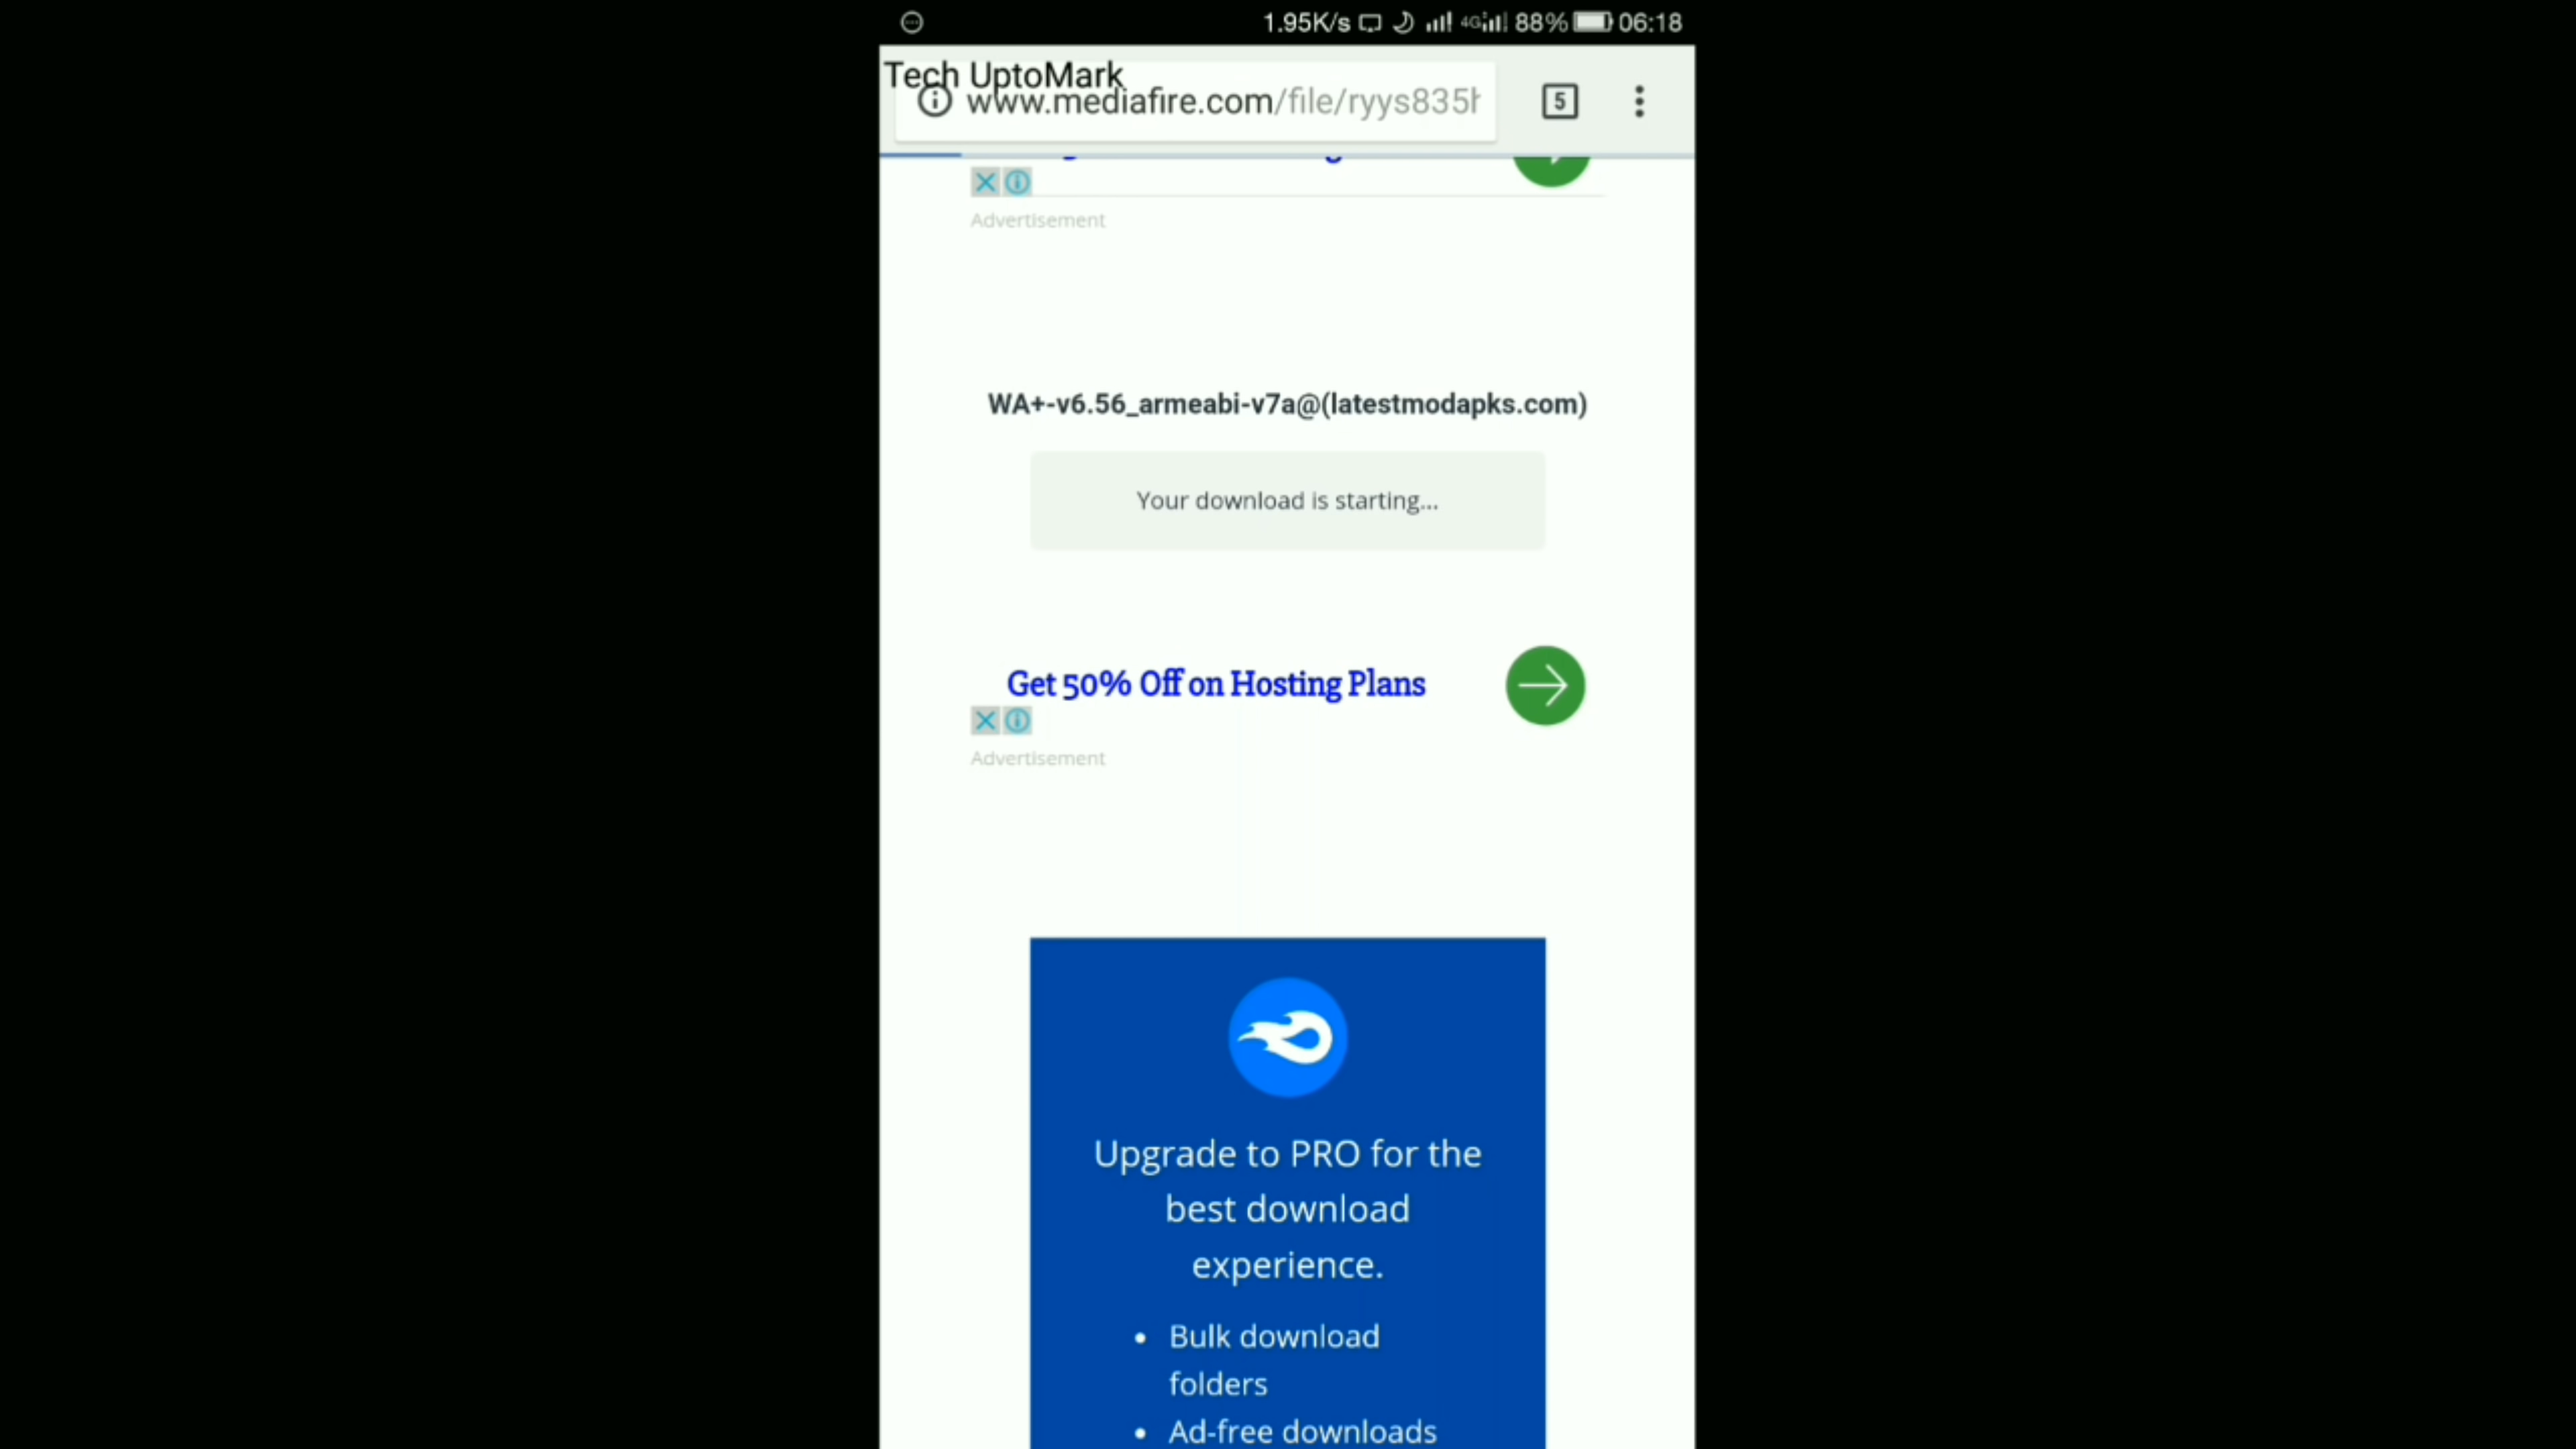 1.95K/s 4G 88% 06:18
Tech UptoMark
www.mediafire.com/file/ryys835h
5
Advertisement
WA+-v6.56_armeabi-v7a@(latestmodapks.com)
Your download is starting...
Get 50% Off on Hosting Plans
Advertisement
Upgrade to PRO for the
best download
experience.
• Bulk download
folders
• Ad-free downloads